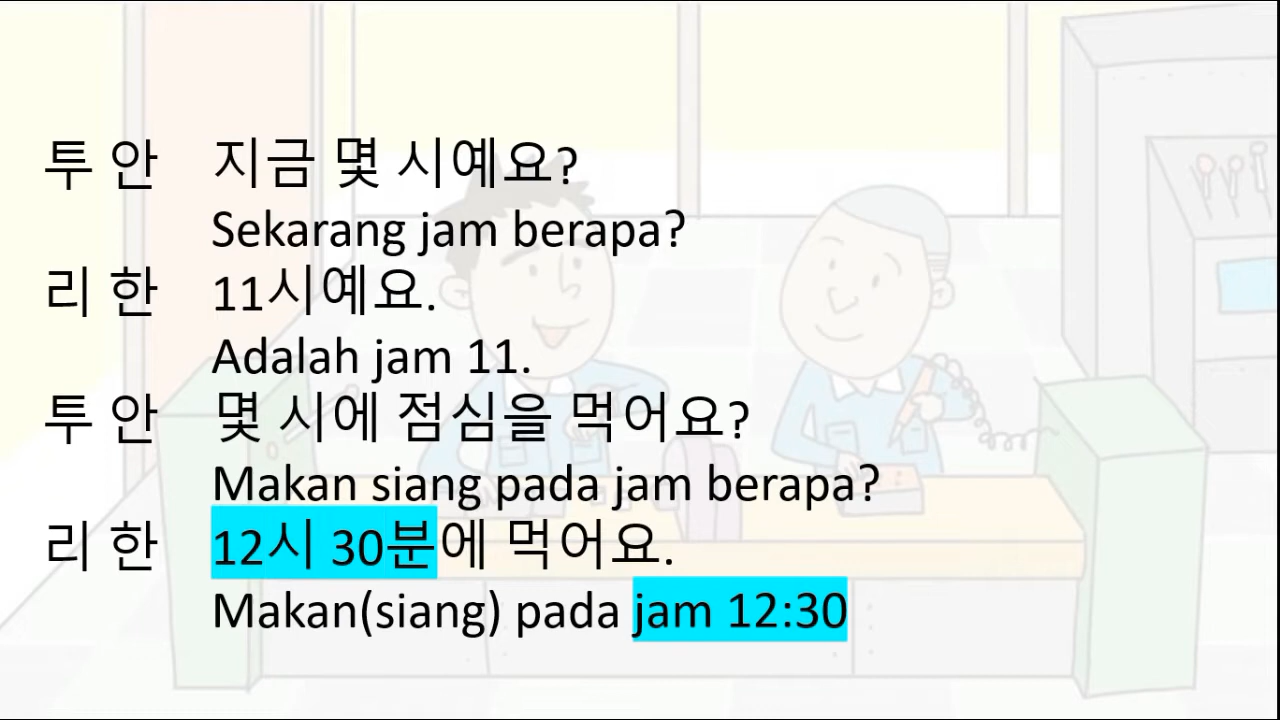 투 안 지금 몇 시예요?
Sekarang jam berapa?
리 한 11시예요.
Adalah jam 11.
투 안 몇 시에 점심을 먹어요?
Makan siang pada jam berapa?
리 한 12시 30분에 먹어요.
Makan(siang) pada jam 12:30